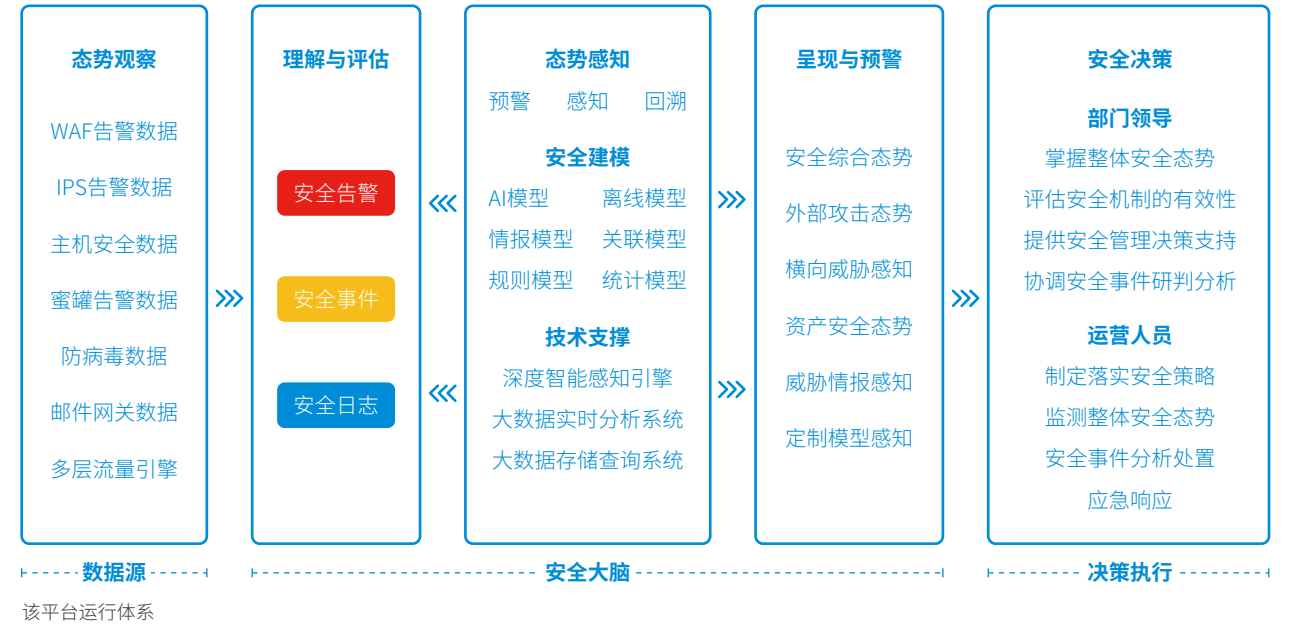 态势观察
WAF告警数据
IPS告警数据
主机安全数据
蜜罐告警数据
防病毒数据
邮件网关数据
多层流量引擎
理解与评估
安全告警
安全事件
安全日志
态势感知
预警 感知 回溯
安全建模
AI模型 离线模型
情报模型 关联模型
规则模型 统计模型
技术支撑
深度智能感知引擎
大数据实时分析系统
大数据存储查询系统
呈现与预警
安全综合态势
外部攻击态势
横向威胁感知
资产安全态势
威胁情报感知
定制模型感知
安全决策
部门领导
掌握整体安全态势
评估安全机制的有效性
提供安全管理决策支持
协调安全事件研判分析
运营人员
制定落实安全策略
监测整体安全态势
安全事件分析处置
应急响应
数据源
安全大脑
决策执行
该平台运行体系